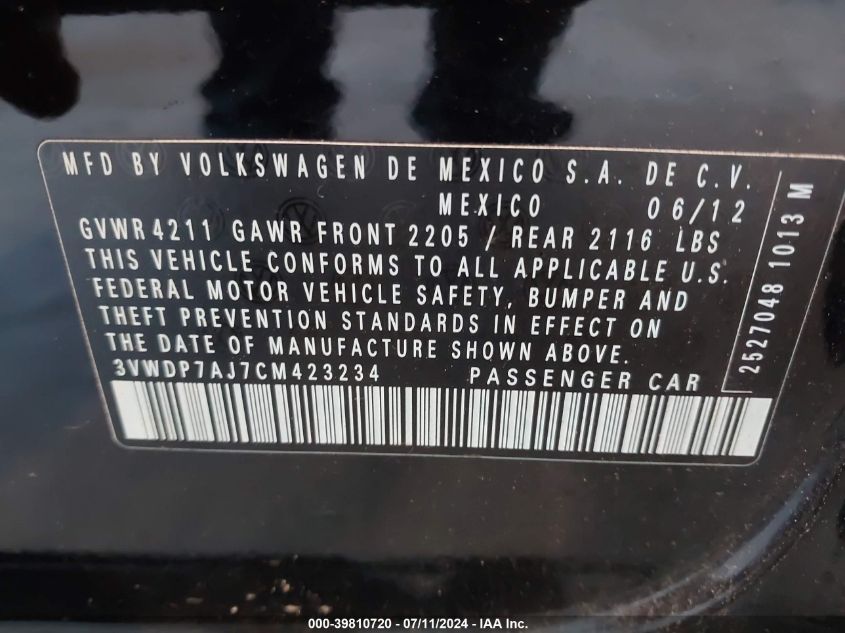 MFD BY VOLKSWAGEN DE MEXICO S.A. DE C.V.
MEXICO 06/12
GVWR 4211 GAWR FRONT 2205 / REAR 2116 LBS
THIS VEHICLE CONFORMS TO ALL APPLICABLE U.S.
FEDERAL MOTOR VEHICLE SAFETY, BUMPER AND
THEFT PREVENTION STANDARDS IN EFFECT ON
THE DATE OF MANUFACTURE SHOWN ABOVE.
3VWDP7AJ7CM423234 PASSENGER CAR
2527048 1013 M
000-39810720 - 07/11/2024 - IAA Inc.